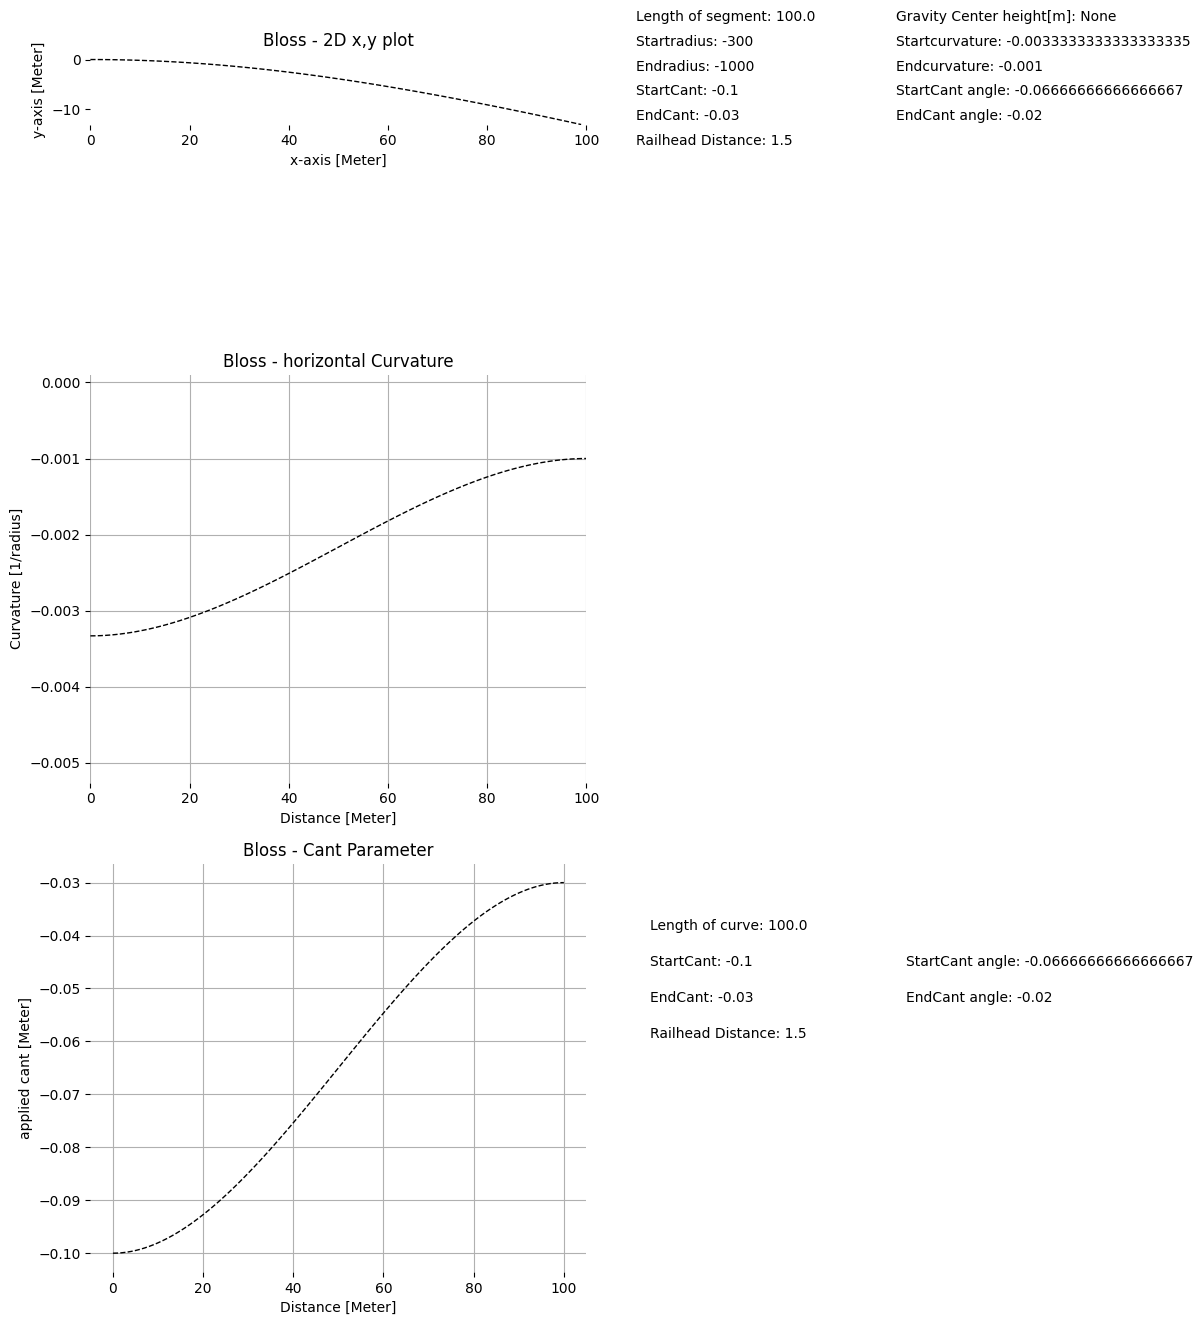 Length of segment: 100.0
Gravity Center height[m]: None
Bloss - 2D x,y plot
Startradius: -300
Startcurvature: -0.0033333333333333335
Endradius: -1000
Endcurvature: -0.001
StartCant: -0.1
StartCant angle: -0.06666666666666667
EndCant: -0.03
EndCant angle: -0.02
Railhead Distance: 1.5
y-axis [Meter]
0
−10
0 20 40 60 80 100
x-axis [Meter]
Bloss - horizontal Curvature
Curvature [1/radius]
0.000
−0.001
−0.002
−0.003
−0.004
−0.005
0 20 40 60 80 100
Distance [Meter]
Bloss - Cant Parameter
applied cant [Meter]
−0.03
−0.04
−0.05
−0.06
−0.07
−0.08
−0.09
−0.10
0 20 40 60 80 100
Distance [Meter]
Length of curve: 100.0
StartCant: -0.1
StartCant angle: -0.06666666666666667
EndCant: -0.03
EndCant angle: -0.02
Railhead Distance: 1.5